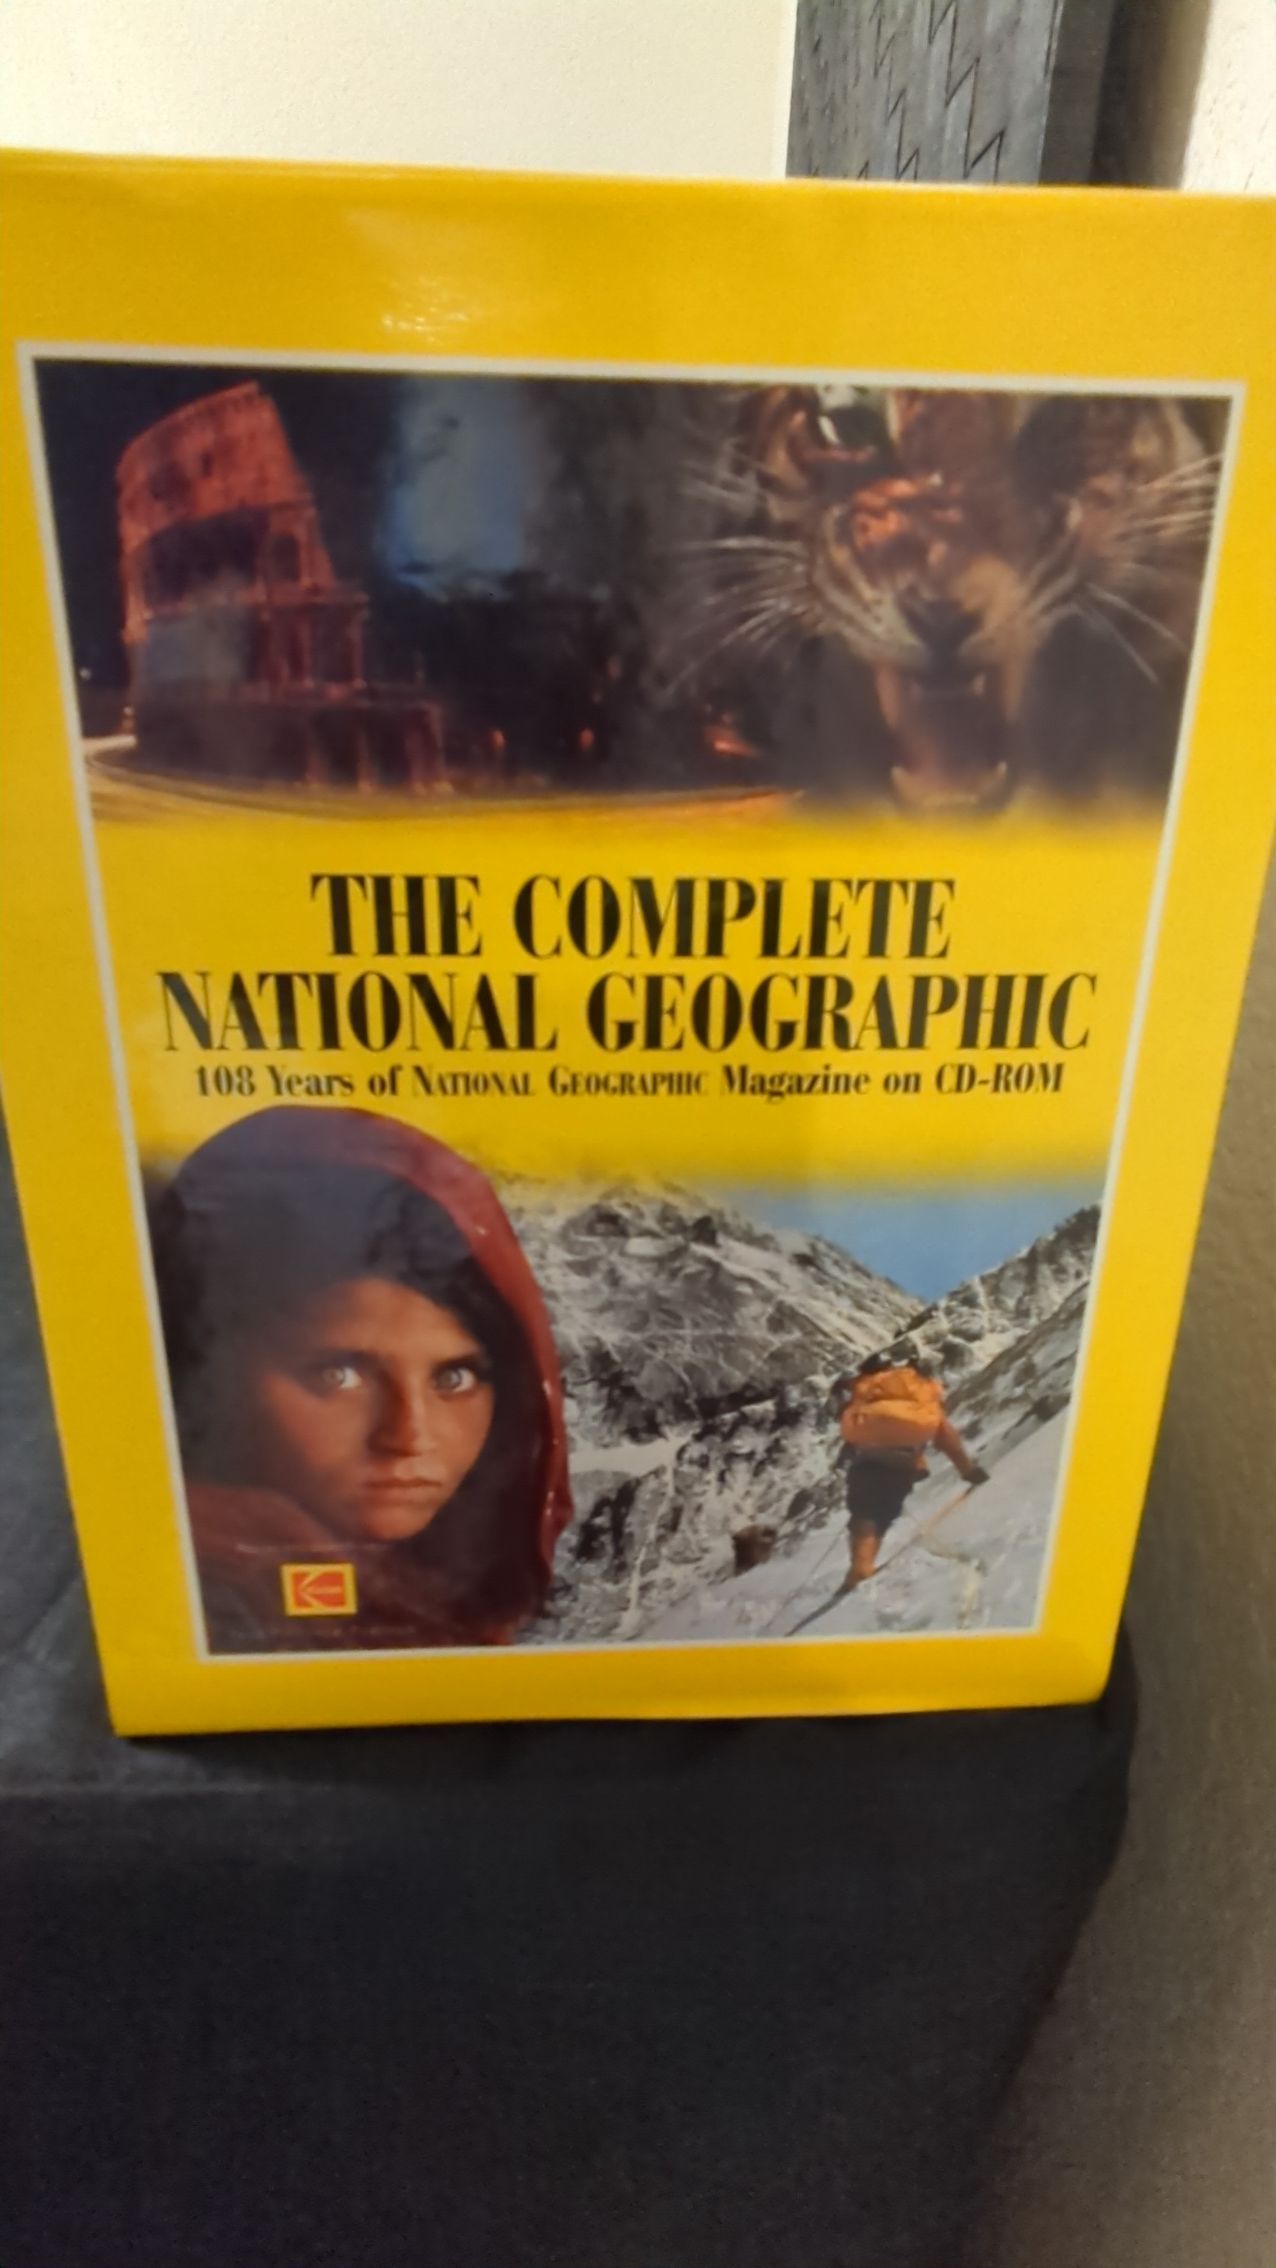 THE COMPLETE
NATIONAL GEOGRAPHIC
108 Years of NATIONAL GEOGRAPHIC Magazine on CD-ROM